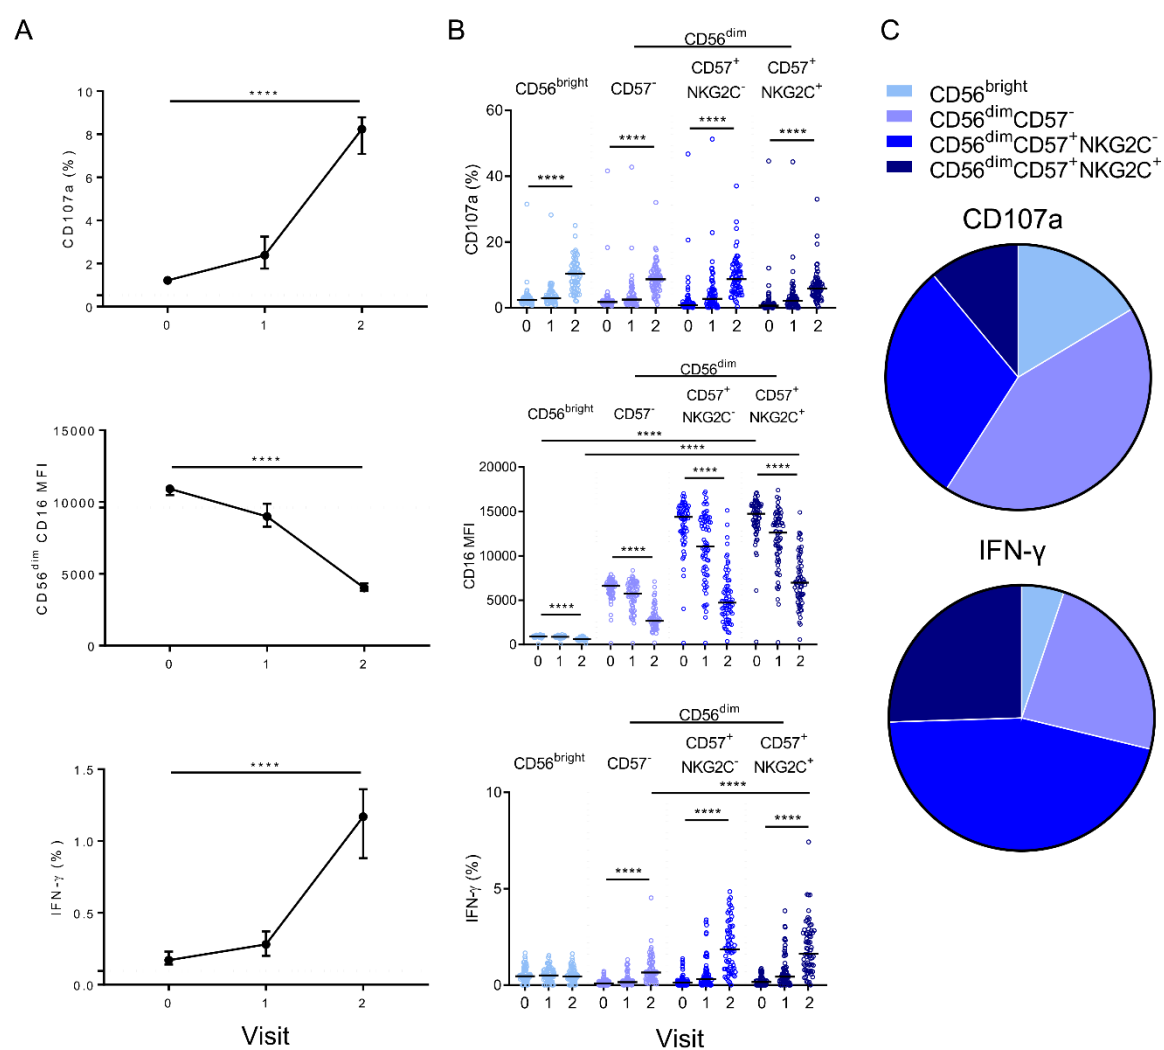 A
B
C
CD56dim
CD56bright
CD57-
CD57+
NKG2C-
CD57+
NKG2C+
CD56bright
CD56dimCD57-
CD56dimCD57+NKG2C-
CD56dimCD57+NKG2C+
CD107a (%)
10
8
6
4
2
0
****
0 1 2
CD107a (%)
60
40
20
0
****
****
****
****
0 1 2 0 1 2 0 1 2 0 1 2
CD107a
CD56dim CD16 MFI
15000
10000
5000
0
****
0 1 2
CD56dim
CD56bright
CD57-
CD57+
NKG2C-
CD57+
NKG2C+
****
****
CD16 MFI
20000
15000
10000
5000
0
****
****
****
****
0 1 2 0 1 2 0 1 2 0 1 2
IFN-γ
IFN-γ (%)
1.5
1.0
0.5
0.0
****
0 1 2
Visit
CD56dim
CD56bright
CD57-
CD57+
NKG2C-
CD57+
NKG2C+
****
IFN-γ (%)
10
5
0
****
****
****
0 1 2 0 1 2 0 1 2 0 1 2
Visit